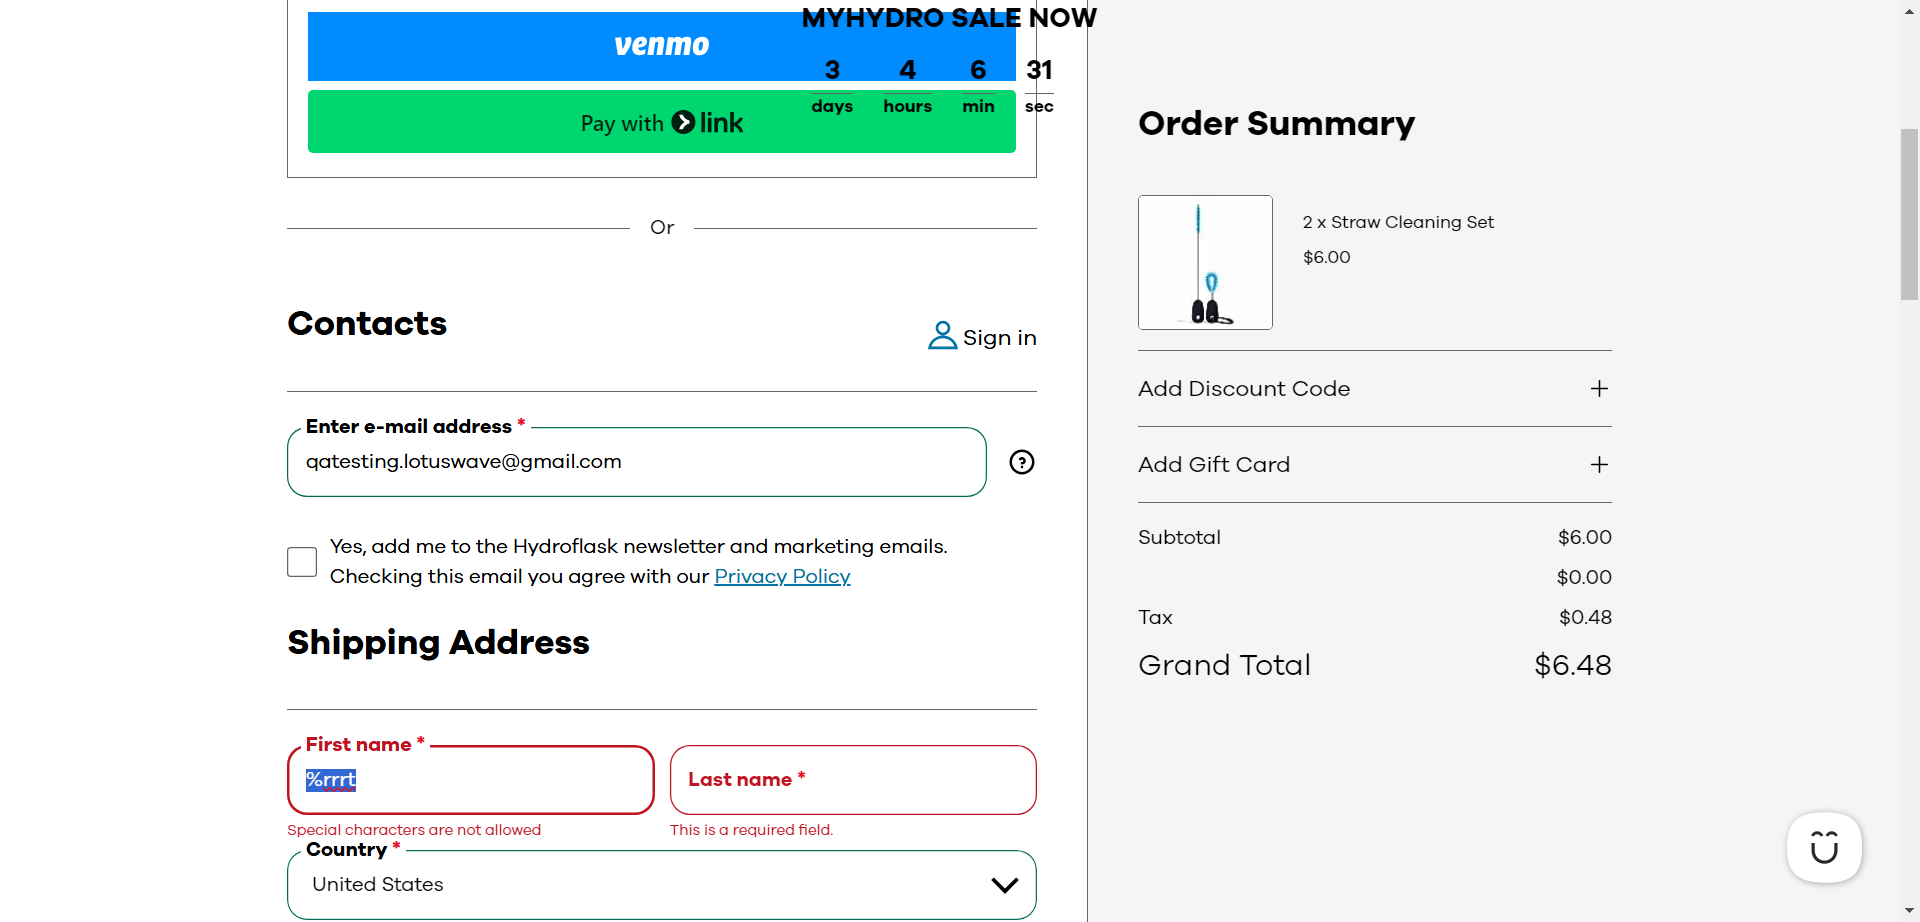 MYHYDRO SALE NOW
venmo
3 4 6 31
days hours min sec
Pay with link
Or
Contacts
Sign in
Enter e-mail address *
qatesting.lotuswave@gmail.com
?
Yes, add me to the Hydroflask newsletter and marketing emails.
Checking this email you agree with our Privacy Policy
Shipping Address
First name *
%rrrt
Special characters are not allowed
Last name *
This is a required field.
Country *
United States
Order Summary
2 x Straw Cleaning Set
$6.00
Add Discount Code +
Add Gift Card +
Subtotal $6.00
$0.00
Tax $0.48
Grand Total $6.48